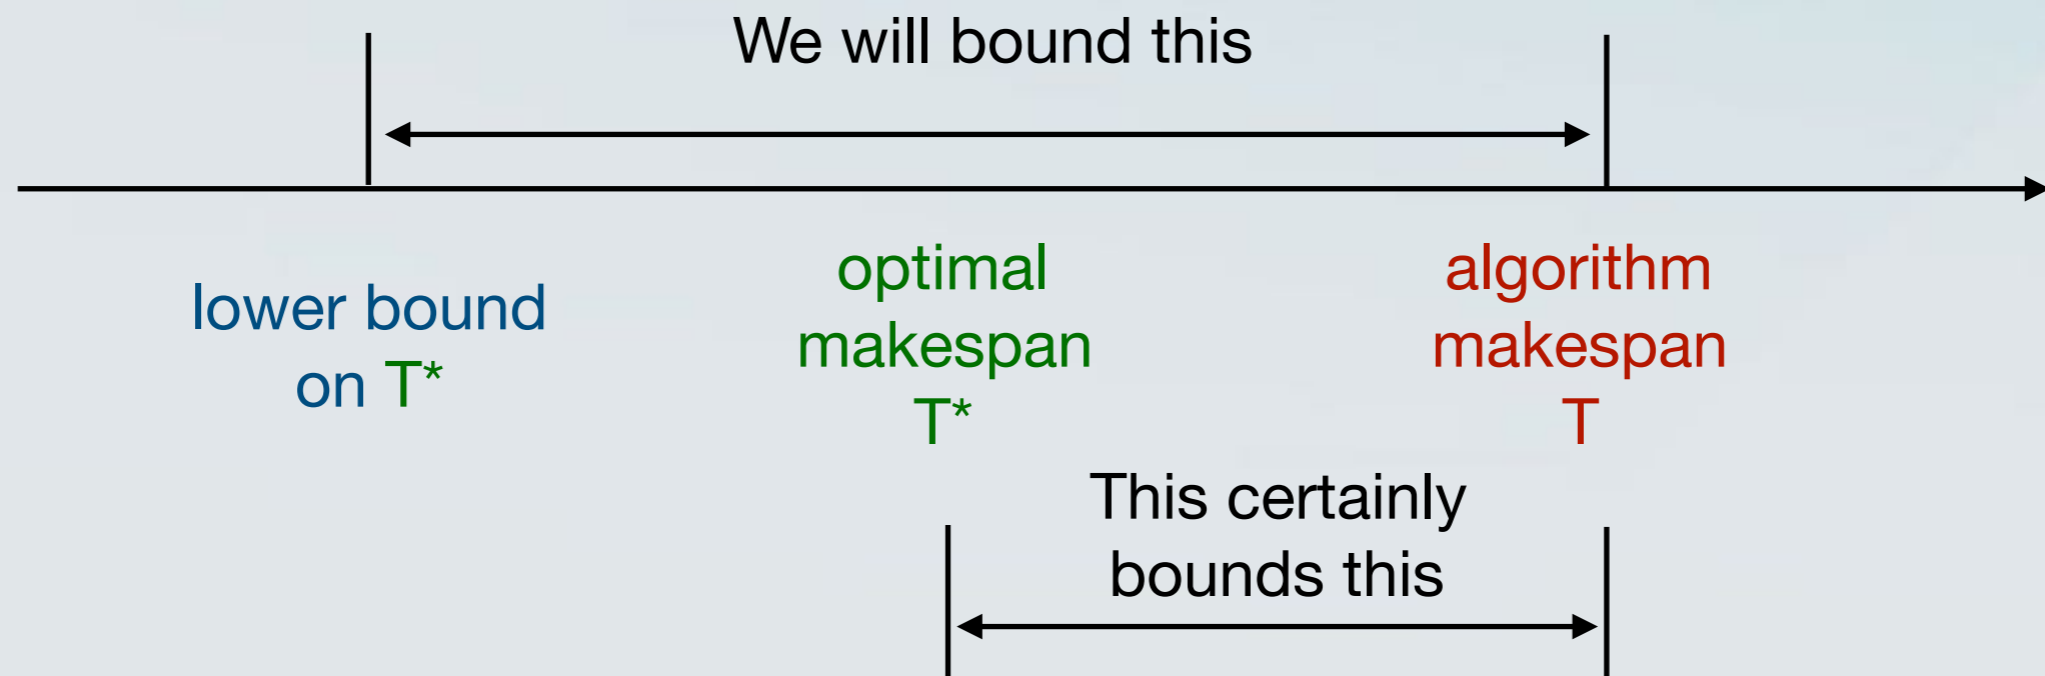 We will bound this
lower bound
on T*
optimal
makespan
T*
algorithm
makespan
T
This certainly
bounds this